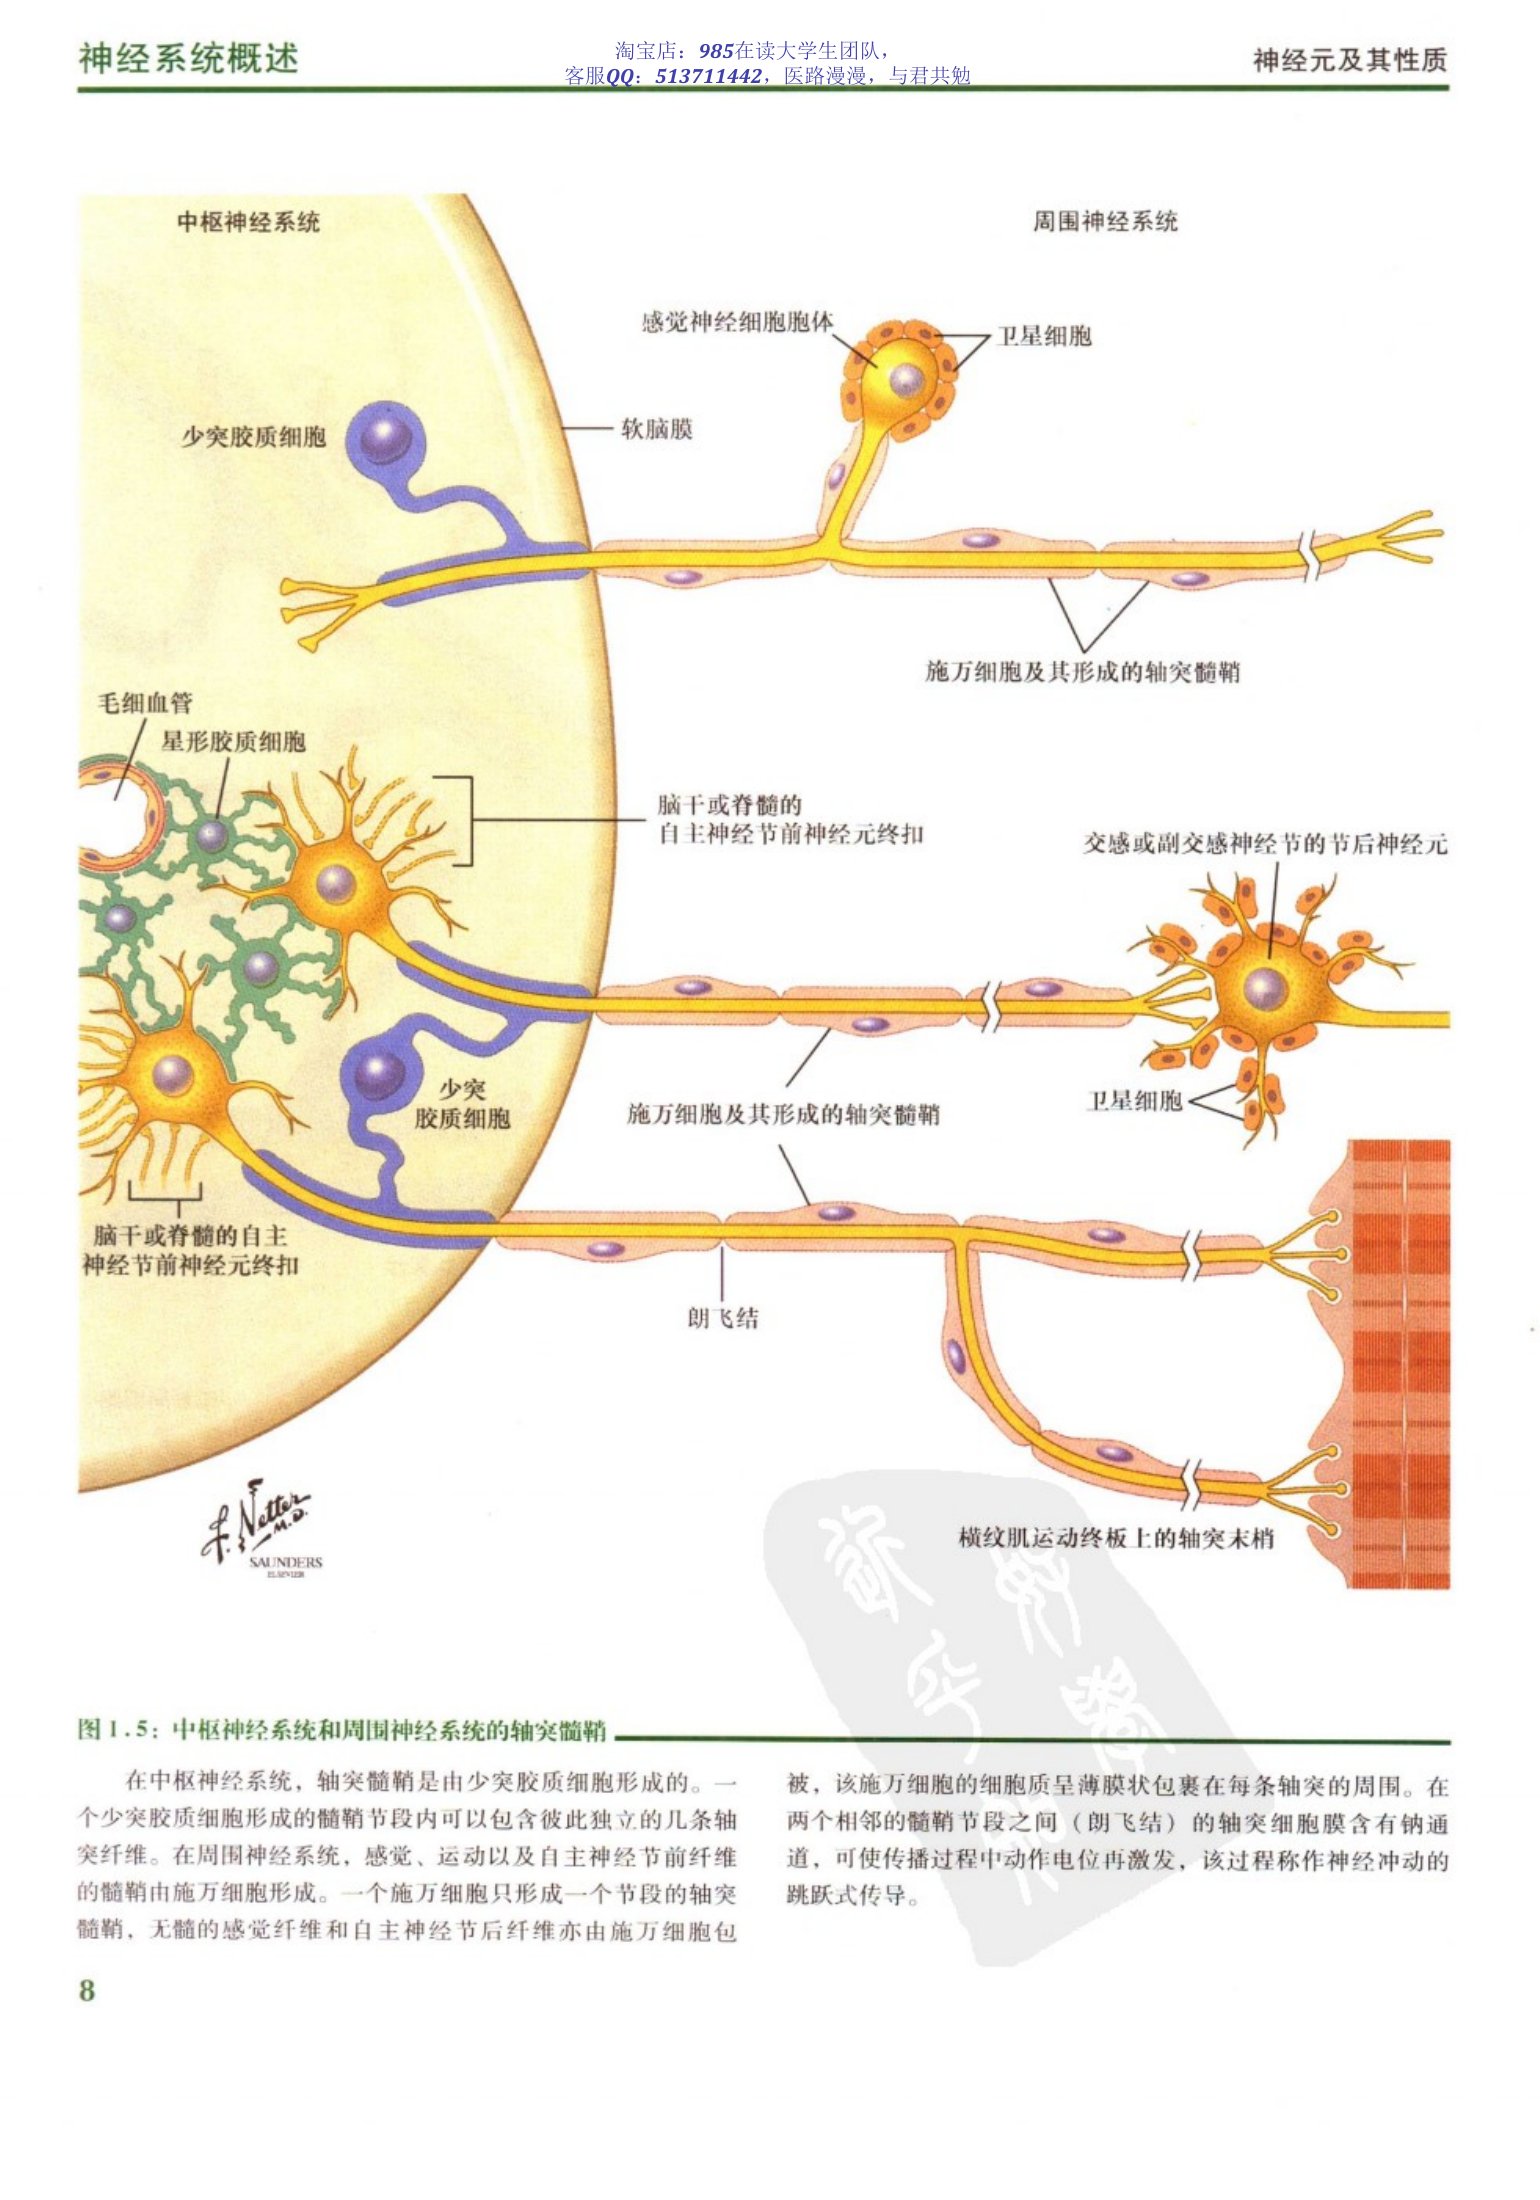 神经系统概述
淘宝店：985在读大学生团队，
客服QQ：513711442，医路漫漫，与君共勉
神经元及其性质
中枢神经系统
周围神经系统
感觉神经细胞胞体
卫星细胞
少突胶质细胞
软脑膜
施万细胞及其形成的轴突髓鞘
毛细血管
星形胶质细胞
脑干或脊髓的
自主神经节前神经元终扣
交感或副交感神经节的节后神经元
少突
胶质细胞
施万细胞及其形成的轴突髓鞘
卫星细胞
脑干或脊髓的自主
神经节前神经元终扣
朗飞结
横纹肌运动终板上的轴突末梢
F. Netter
M.D.
SAUNDERS
ELSEVIER
图 1.5：中枢神经系统和周围神经系统的轴突髓鞘
在中枢神经系统，轴突髓鞘是由少突胶质细胞形成的。一
个少突胶质细胞形成的髓鞘节段内可以包含彼此独立的几条轴
突纤维。在周围神经系统，感觉、运动以及自主神经节前纤维
的髓鞘由施万细胞形成。一个施万细胞只形成一个节段的轴突
髓鞘，无髓的感觉纤维和自主神经节后纤维亦由施万细胞包
被，该施万细胞的细胞质呈薄膜状包裹在每条轴突的周围。在
两个相邻的髓鞘节段之间（朗飞结）的轴突细胞膜含有钠通
道，可使传播过程中动作电位再激发，该过程称作神经冲动的
跳跃式传导。
8